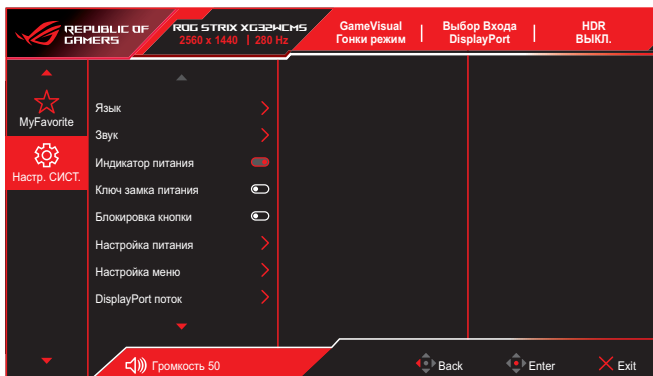 REPUBLIC OF
GAMERS
ROG STRIX XG32WCMS
2560 x 1440 | 280 Hz
GameVisual
Гонки режим
Выбор Входа
DisplayPort
HDR
ВЫКЛ.
MyFavorite
Настр. СИСТ.
Язык
Звук
Индикатор питания
Ключ замка питания
Блокировка кнопки
Настройка питания
Настройка меню
DisplayPort поток
Громкость 50
Back
Enter
Exit